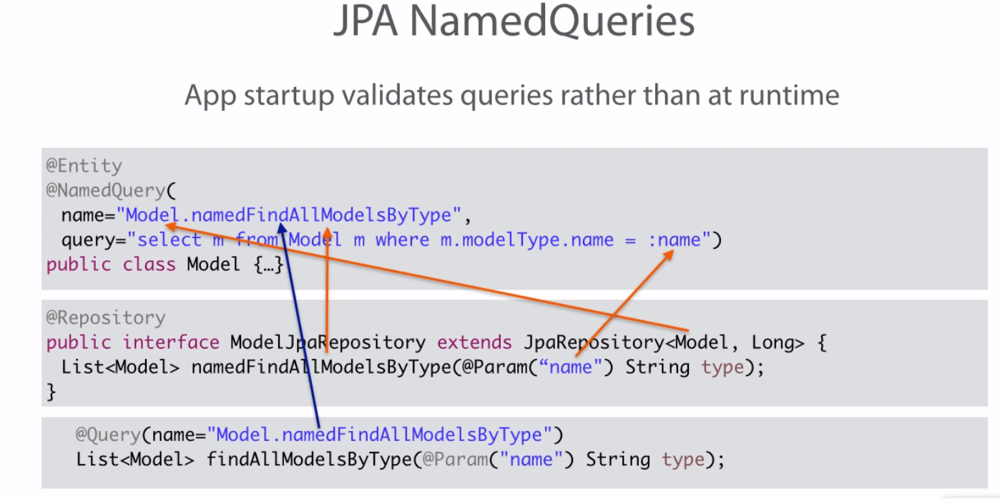 JPA NamedQueries
App startup validates queries rather than at runtime
@Entity
@NamedQuery(
name="Model.namedFindAllModelsByType",
query="select m from Model m where m.modelType.name = :name")
public class Model {…}
@Repository
public interface ModelJpaRepository extends JpaRepository<Model, Long> {
List<Model> namedFindAllModelsByType(@Param(“name") String type);
}
@Query(name="Model.namedFindAllModelsByType")
List<Model> findAllModelsByType(@Param("name") String type);